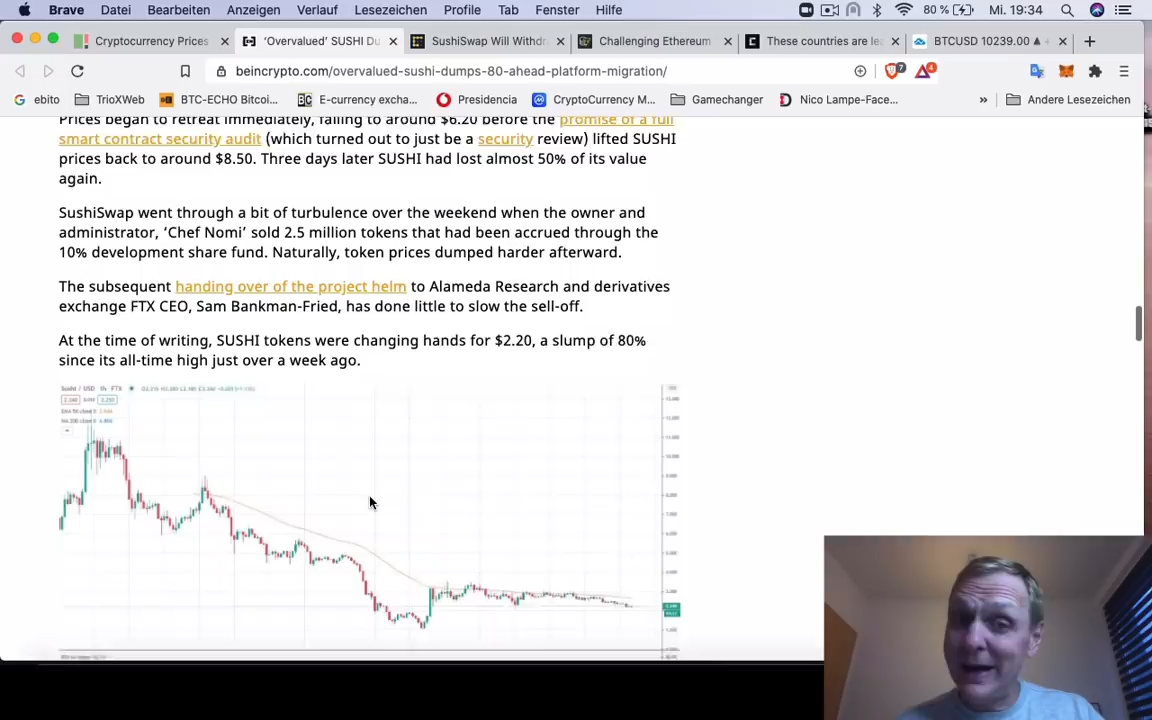 Brave Datei Bearbeiten Anzeigen Verlauf Lesezeichen Profile Tab Fenster Hilfe 80 % Mi. 19:34
Cryptocurrency Prices 'Overvalued' SUSHI Du SushiSwap Will Withdr Challenging Ethereum These countries are lea BTCUSD 10239.00
beincrypto.com/overvalued-sushi-dumps-80-ahead-platform-migration/ 7 4
ebito TrioXWeb BTC-ECHO Bitcoi... E-currency excha... Presidencia CryptoCurrency M... Gamechanger Nico Lampe-Face... » Andere Lesezeichen
Prices began to retreat immediately, falling to around $6.20 before the promise of a full
smart contract security audit (which turned out to just be a security review) lifted SUSHI
prices back to around $8.50. Three days later SUSHI had lost almost 50% of its value
again.
SushiSwap went through a bit of turbulence over the weekend when the owner and
administrator, ‘Chef Nomi’ sold 2.5 million tokens that had been accrued through the
10% development share fund. Naturally, token prices dumped harder afterward.
The subsequent handing over of the project helm to Alameda Research and derivatives
exchange FTX CEO, Sam Bankman-Fried, has done little to slow the sell-off.
At the time of writing, SUSHI tokens were changing hands for $2.20, a slump of 80%
since its all-time high just over a week ago.
Sushi / USD 1h FTX